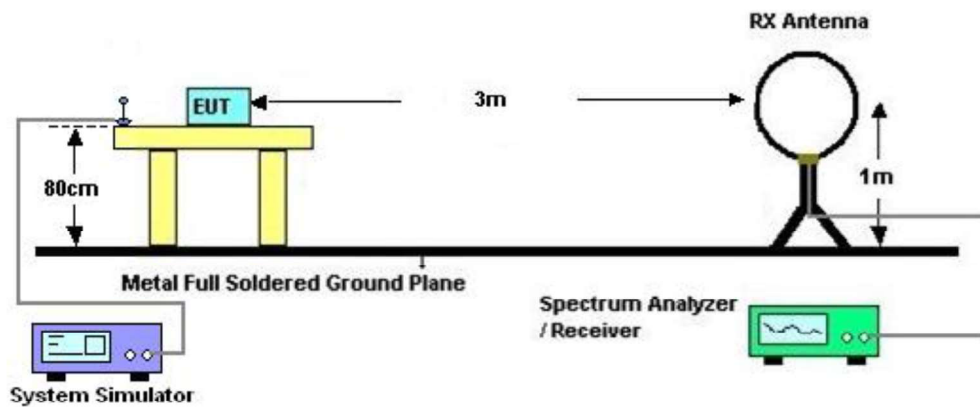 RX Antenna
EUT
3m
80cm
1m
Metal Full Soldered Ground Plane
Spectrum Analyzer
/ Receiver
System Simulator